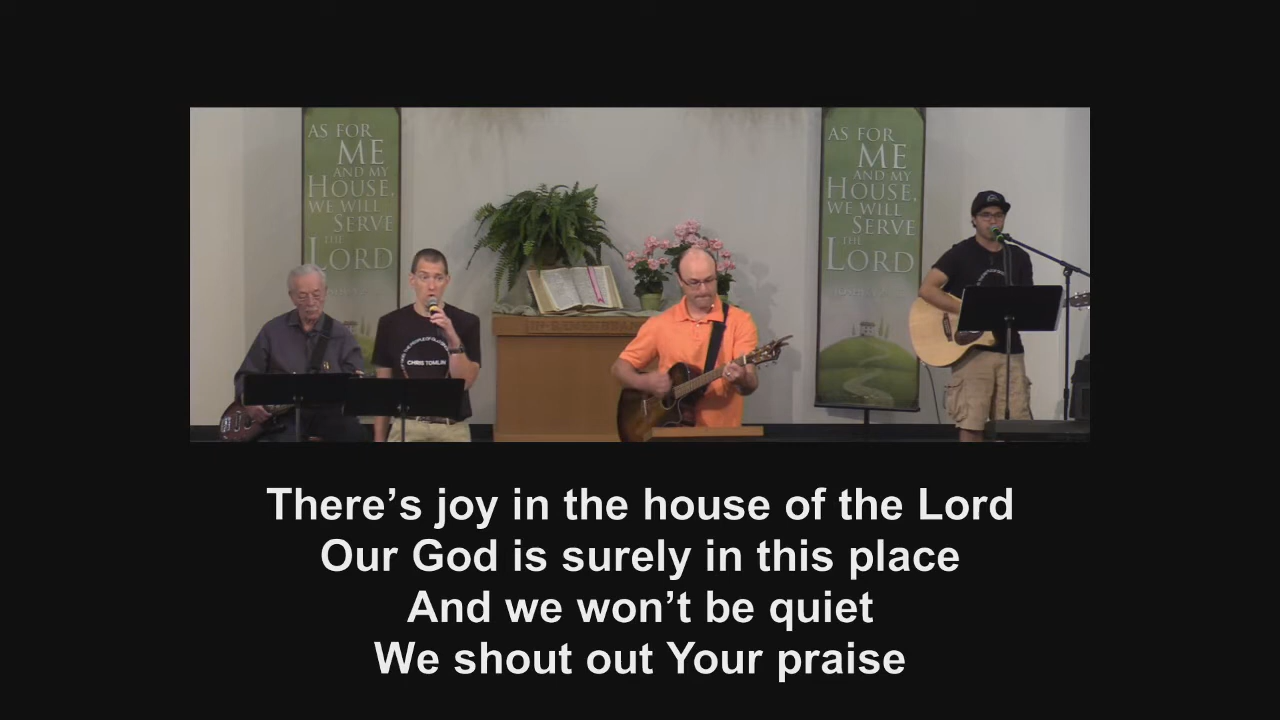 AS FOR
ME
AND MY
HOUSE,
WE WILL
SERVE
THE
LORD
AS FOR
ME
AND MY
HOUSE,
WE WILL
SERVE
THE
LORD
CHRIS TOMLIN
There’s joy in the house of the Lord
Our God is surely in this place
And we won’t be quiet
We shout out Your praise